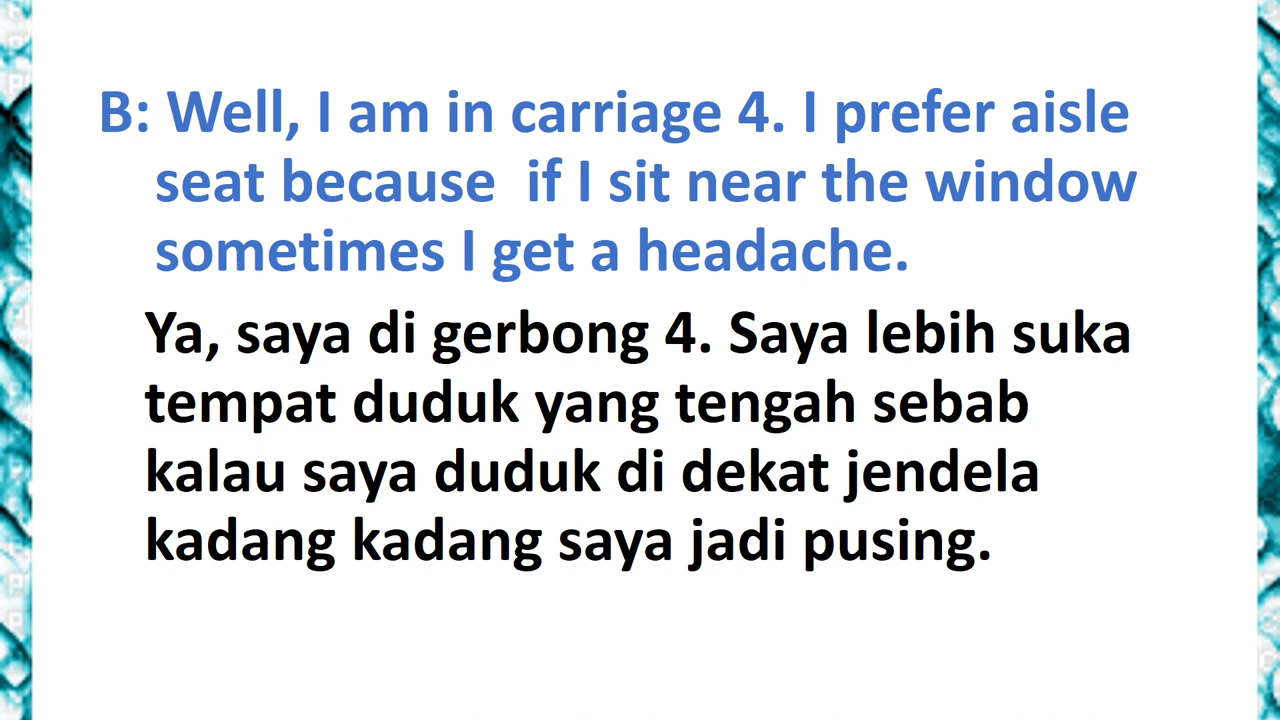 B: Well, I am in carriage 4. I prefer aisle
seat because if I sit near the window
sometimes I get a headache.
Ya, saya di gerbong 4. Saya lebih suka
tempat duduk yang tengah sebab
kalau saya duduk di dekat jendela
kadang kadang saya jadi pusing.